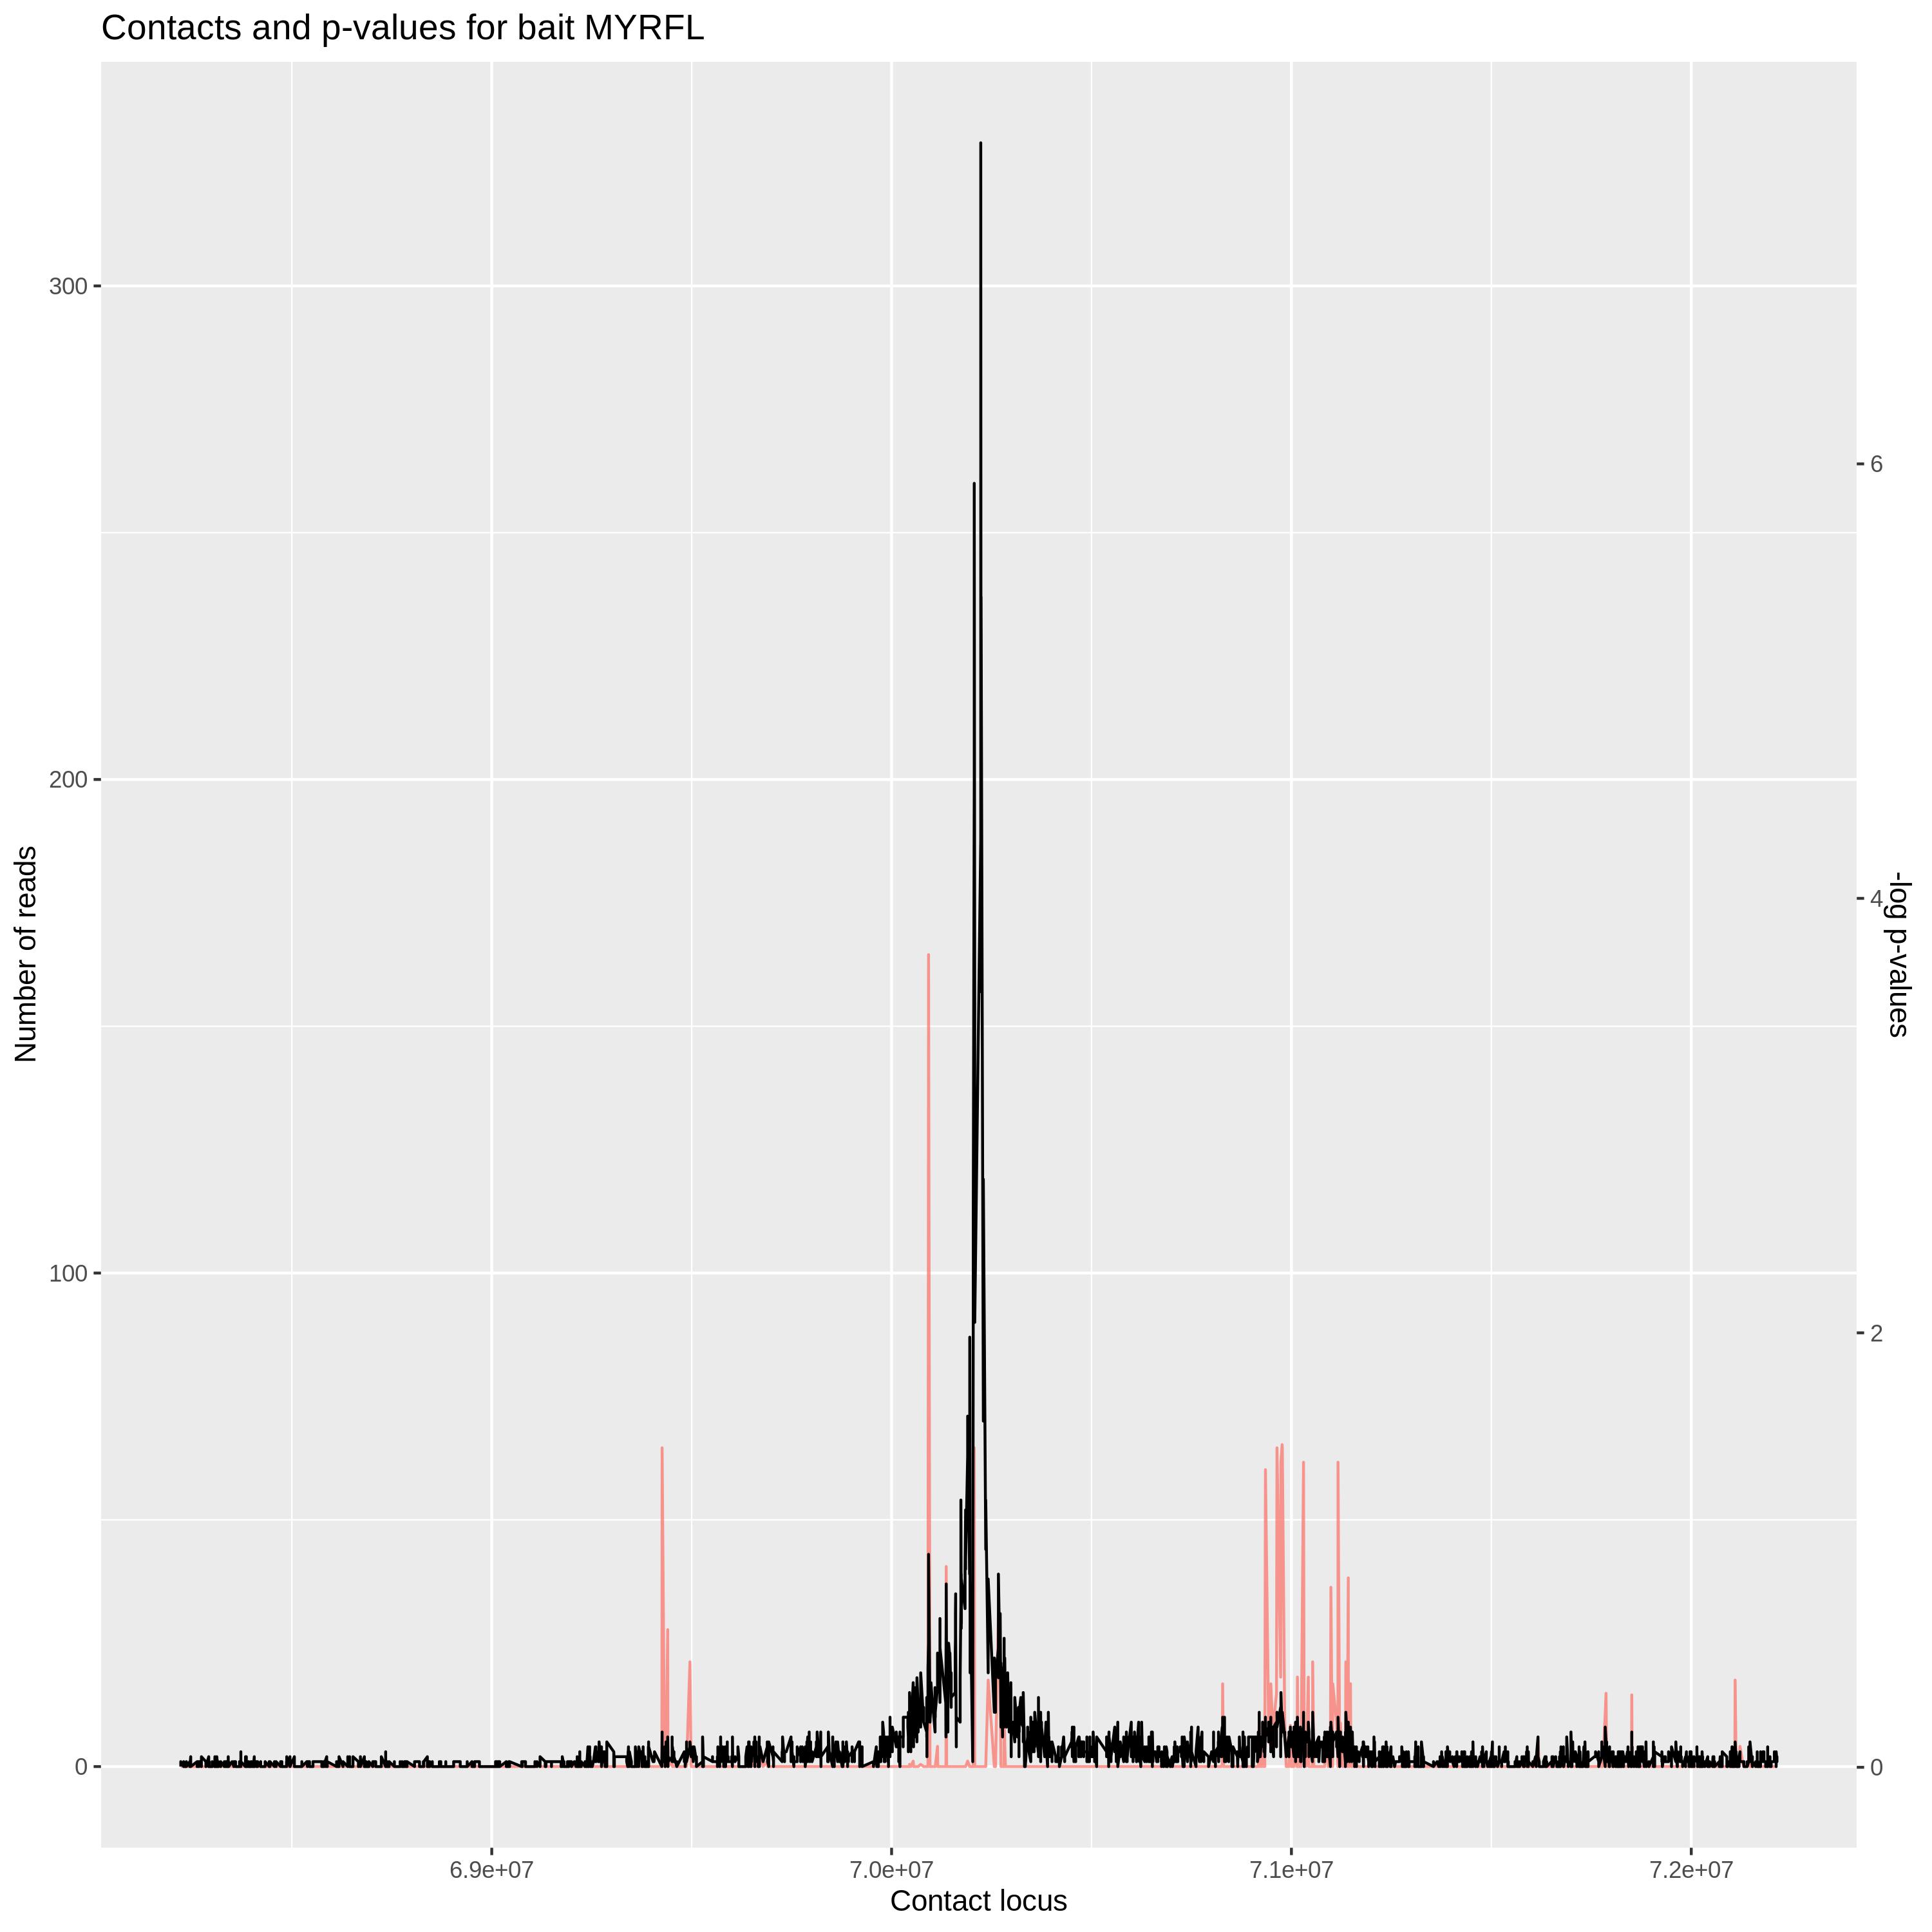 Contacts and p-values for bait MYRFL
300
200
100
0
Number of reads
6
4
2
0
-log p-values
6.9e+07
7.0e+07
7.1e+07
7.2e+07
Contact locus